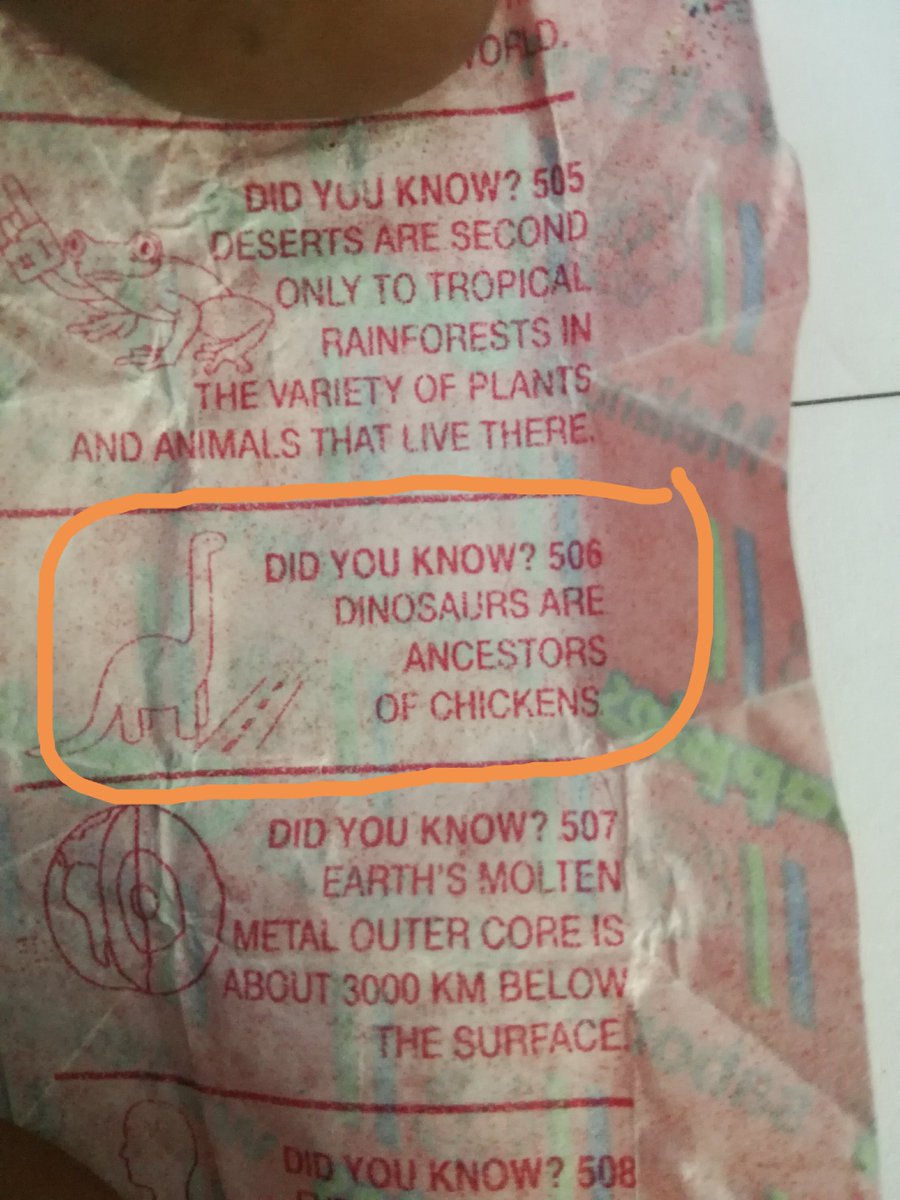 WORLD.
DID YOU KNOW? 505
DESERTS ARE SECOND
ONLY TO TROPICAL
RAINFORESTS IN
THE VARIETY OF PLANTS
AND ANIMALS THAT LIVE THERE.
DID YOU KNOW? 506
DINOSAURS ARE
ANCESTORS
OF CHICKENS
DID YOU KNOW? 507
EARTH'S MOLTEN
METAL OUTER CORE IS
ABOUT 3000 KM BELOW
THE SURFACE.
DID YOU KNOW? 508